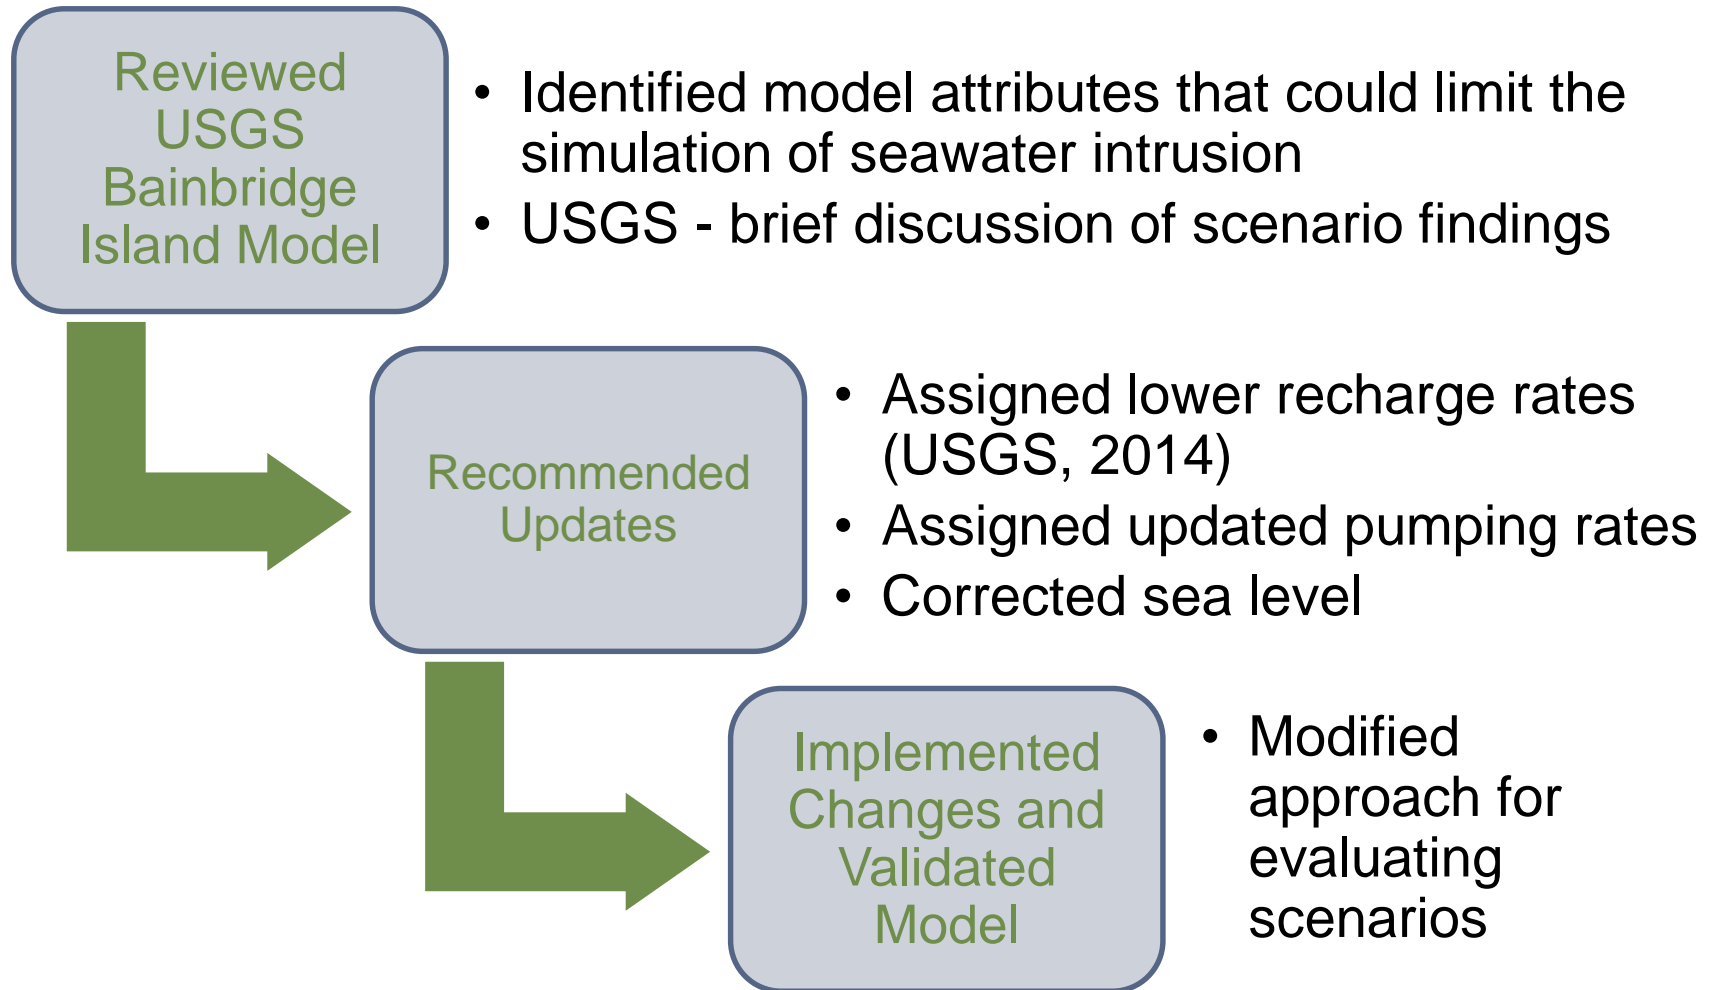 Reviewed
USGS
Bainbridge
Island Model
• Identified model attributes that could limit the
simulation of seawater intrusion
• USGS - brief discussion of scenario findings
Recommended
Updates
• Assigned lower recharge rates
(USGS, 2014)
• Assigned updated pumping rates
• Corrected sea level
Implemented
Changes and
Validated
Model
• Modified
approach for
evaluating
scenarios